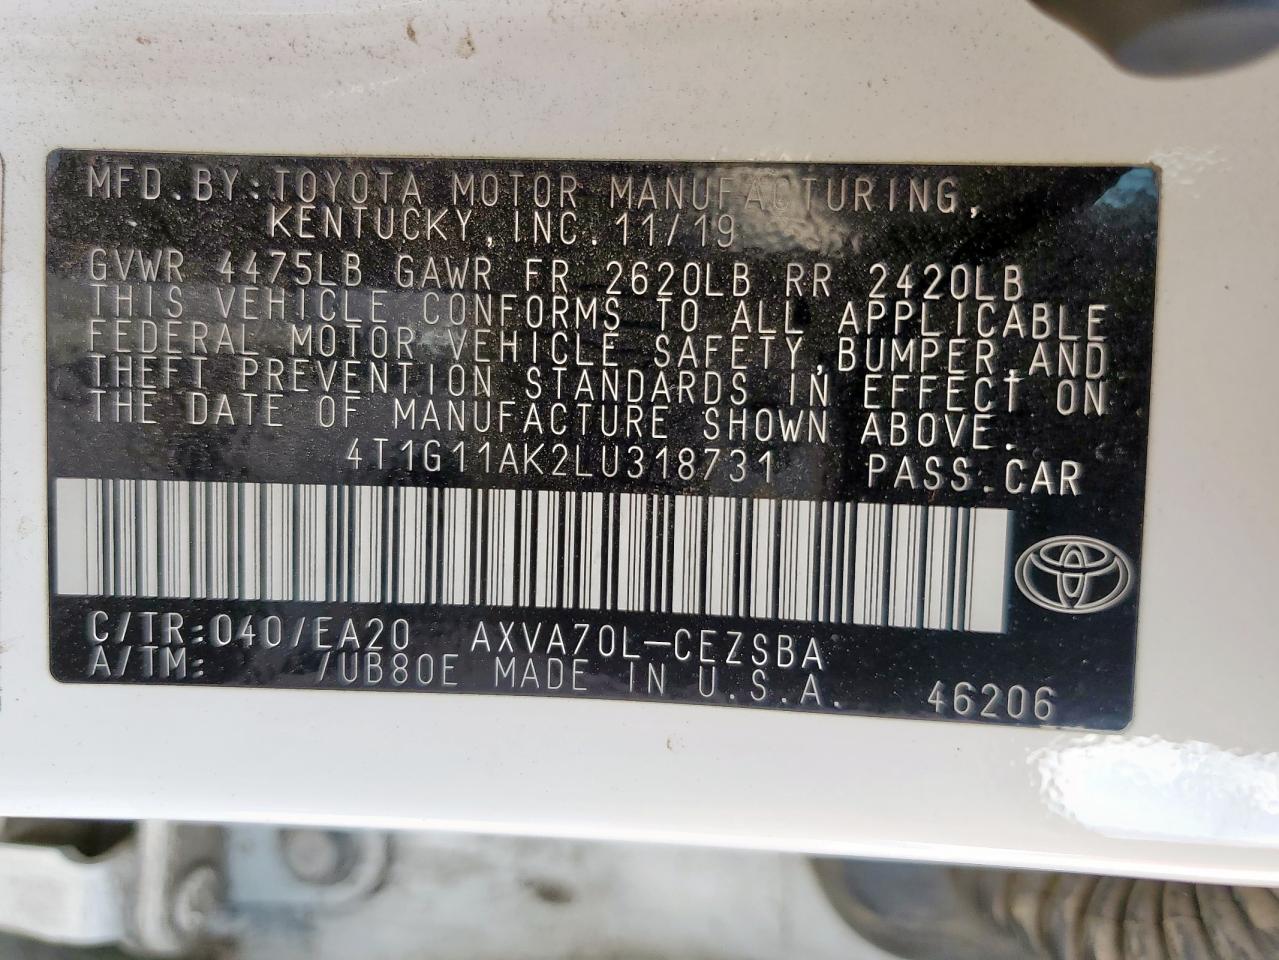 MFD.BY:TOYOTA MOTOR MANUFACTURING,
KENTUCKY,INC. 11/19
GVWR 4475LB GAWR FR 2620LB RR 2420LB
THIS VEHICLE CONFORMS TO ALL APPLICABLE
FEDERAL MOTOR VEHICLE SAFETY,BUMPER,AND
THEFT PREVENTION STANDARDS IN EFFECT ON
THE DATE OF MANUFACTURE SHOWN ABOVE.
4T1G11AK2LU318731 PASS.CAR
C/TR:040/EA20 AXVA70L-CEZSBA
A/TM: /UB80E MADE IN U.S.A. 46206